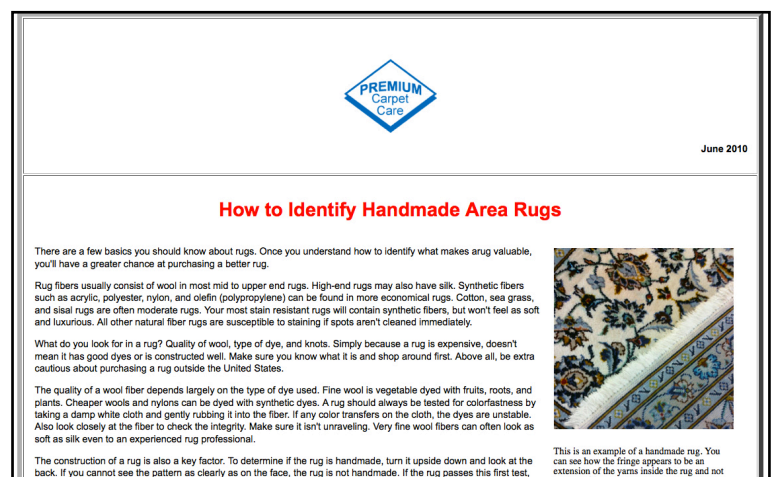 PREMIUM
Carpet
Care
June 2010
How to Identify Handmade Area Rugs
There are a few basics you should know about rugs. Once you understand how to identify what makes arug valuable,
you'll have a greater chance at purchasing a better rug.
Rug fibers usually consist of wool in most mid to upper end rugs. High-end rugs may also have silk. Synthetic fibers
such as acrylic, polyester, nylon, and olefin (polypropylene) can be found in more economical rugs. Cotton, sea grass,
and sisal rugs are often moderate rugs. Your most stain resistant rugs will contain synthetic fibers, but won't feel as soft
and luxurious. All other natural fiber rugs are susceptible to staining if spots aren't cleaned immediately.
What do you look for in a rug? Quality of wool, type of dye, and knots. Simply because a rug is expensive, doesn't
mean it has good dyes or is constructed well. Make sure you know what it is and shop around first. Above all, be extra
cautious about purchasing a rug outside the United States.
The quality of a wool fiber depends largely on the type of dye used. Fine wool is vegetable dyed with fruits, roots, and
plants. Cheaper wools and nylons can be dyed with synthetic dyes. A rug should always be tested for colorfastness by
taking a damp white cloth and gently rubbing it into the fiber. If any color transfers on the cloth, the dyes are unstable.
Also look closely at the fiber to check the integrity. Make sure it isn't unraveling. Very fine wool fibers can often look as
soft as silk even to an experienced rug professional.
The construction of a rug is also a key factor. To determine if the rug is handmade, turn it upside down and look at the
back. If you cannot see the pattern as clearly as on the face, the rug is not handmade. If the rug passes this first test,
This is an example of a handmade rug. You
can see how the fringe appears to be an
extension of the yarns inside the rug and not